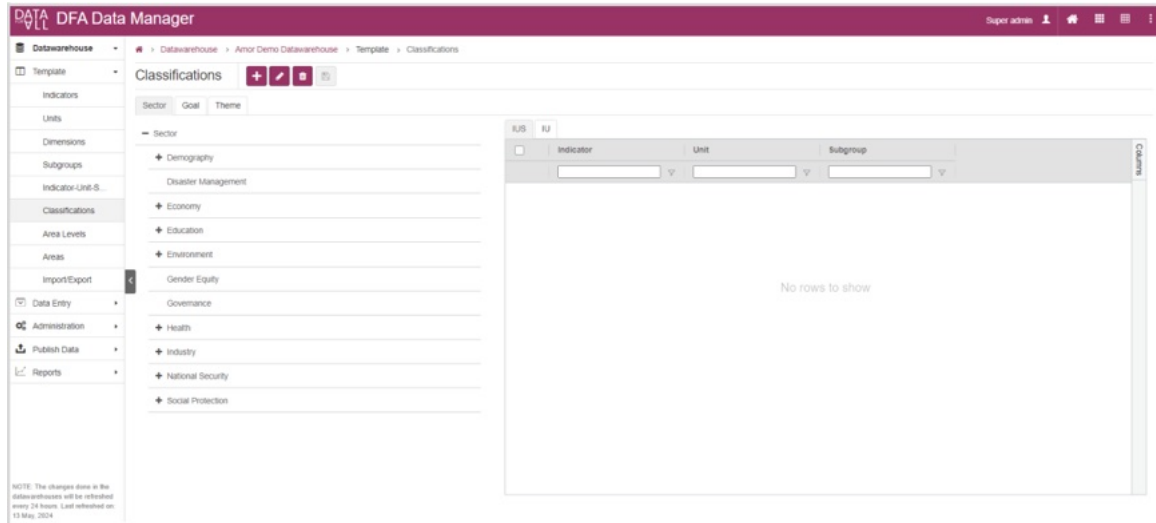 DATA FOR ALL DFA Data Manager
Super admin
Datawarehouse
Template
Indicators
Units
Dimensions
Subgroups
Indicator-Unit-S...
Classifications
Area Levels
Areas
Import/Export
Data Entry
Administration
Publish Data
Reports
NOTE: The changes done in the
datawarehouses will be refreshed
every 24 hours. Last refreshed on:
13 May, 2024
> Datawarehouse > Amor Demo Datawarehouse > Template > Classifications
Classifications
Sector Goal Theme
Sector
Demography
Disaster Management
Economy
Education
Environment
Gender Equity
Governance
Health
Industry
National Security
Social Protection
IUS IU
Indicator Unit Subgroup
Columns
No rows to show